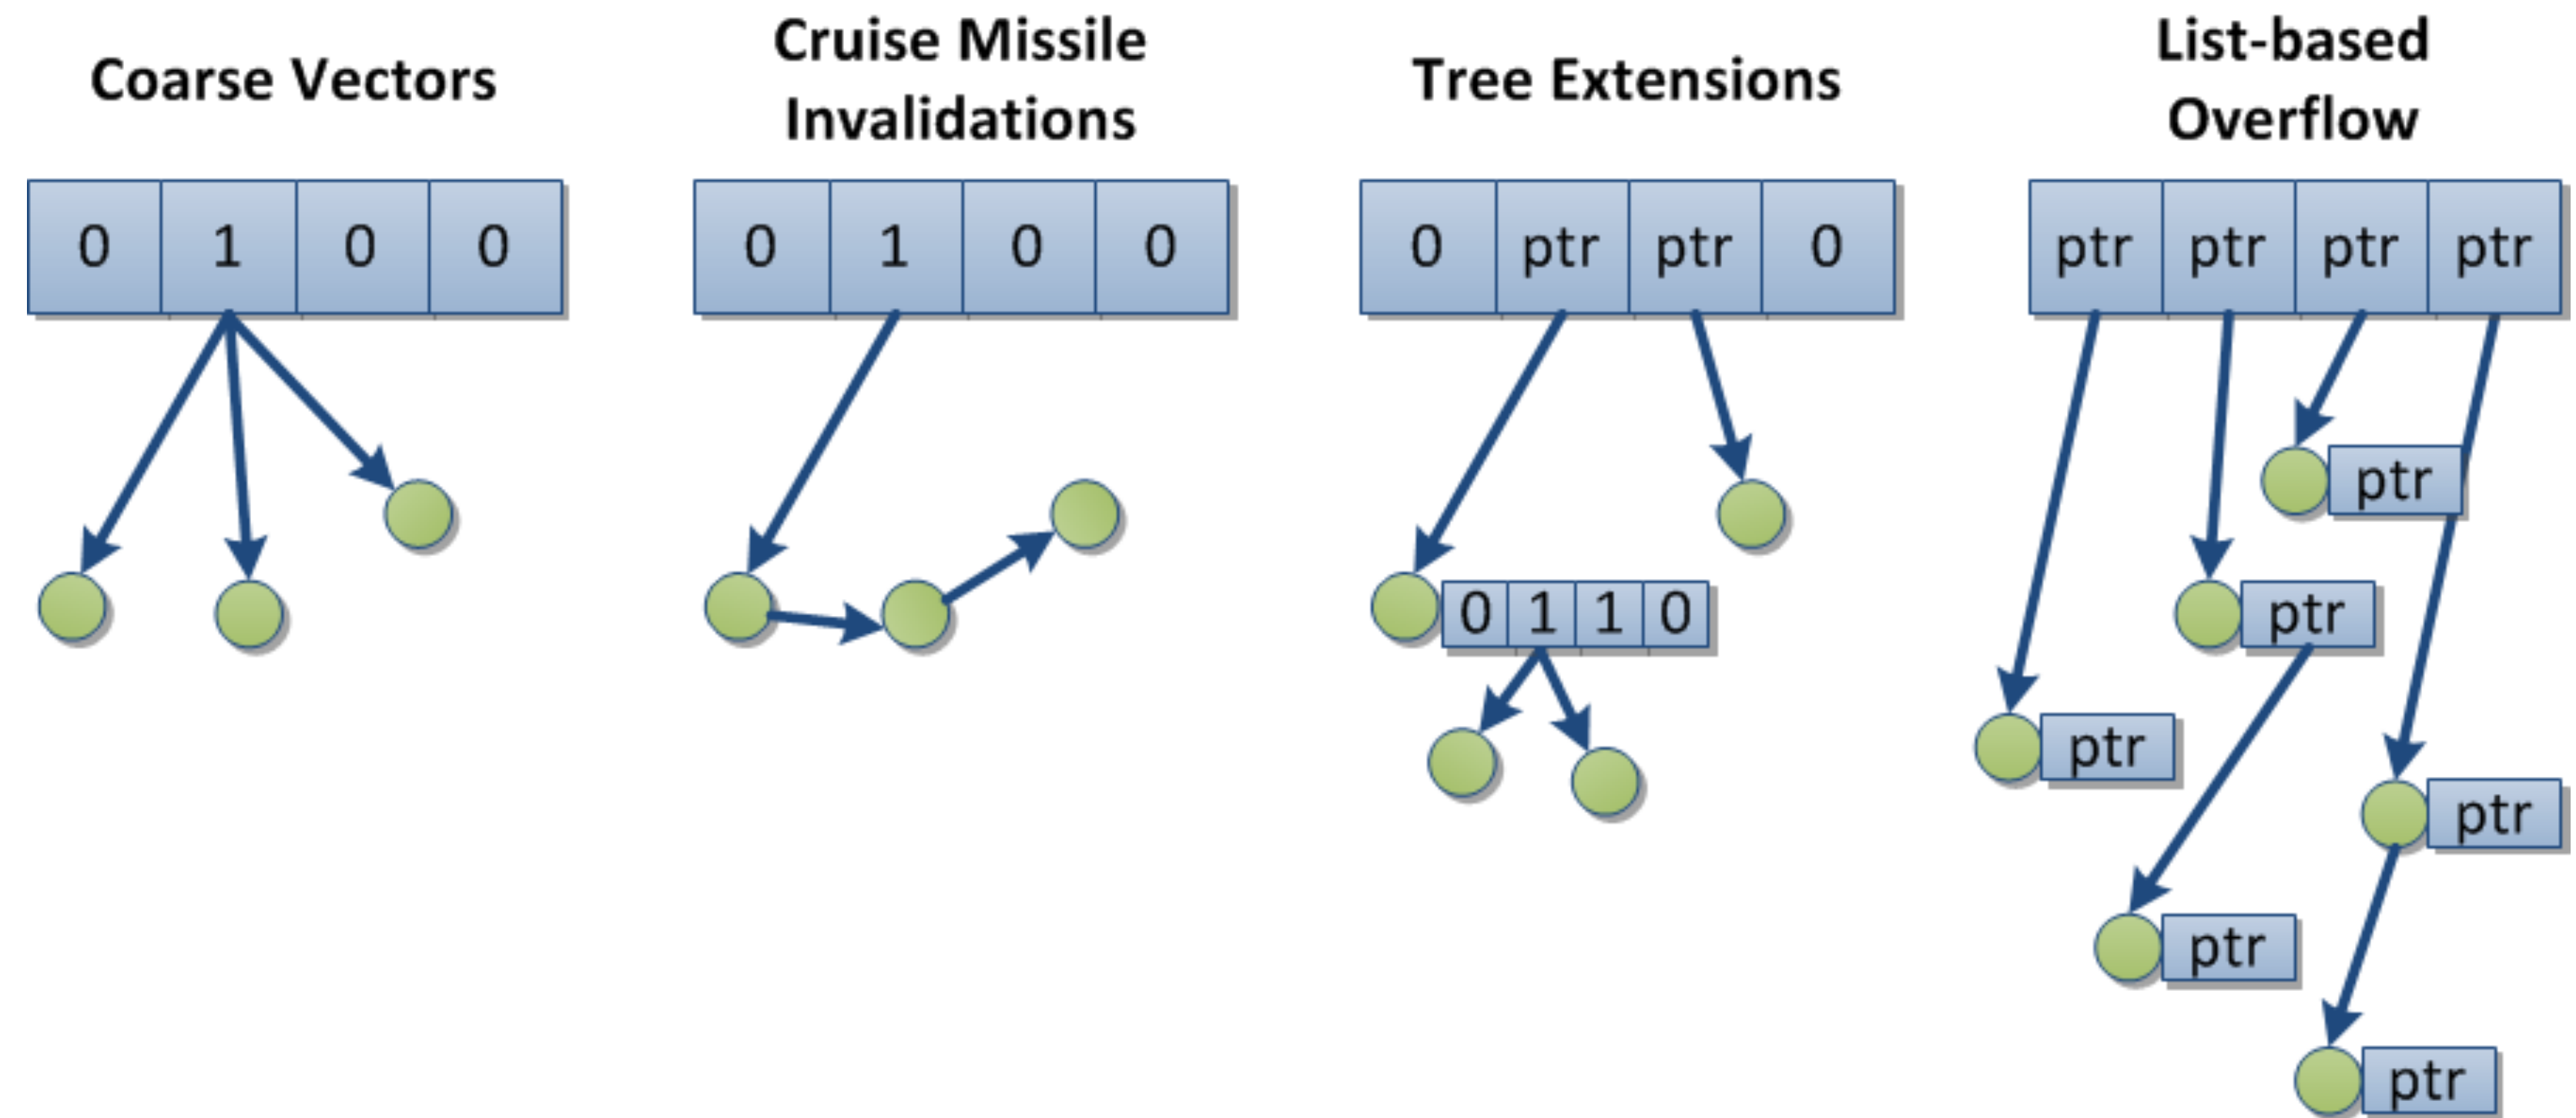 Coarse Vectors
0 1 0 0
Cruise Missile
Invalidations
0 1 0 0
Tree Extensions
0 ptr ptr 0
0 1 1 0
List-based
Overflow
ptr ptr ptr ptr
ptr
ptr
ptr
ptr
ptr
ptr